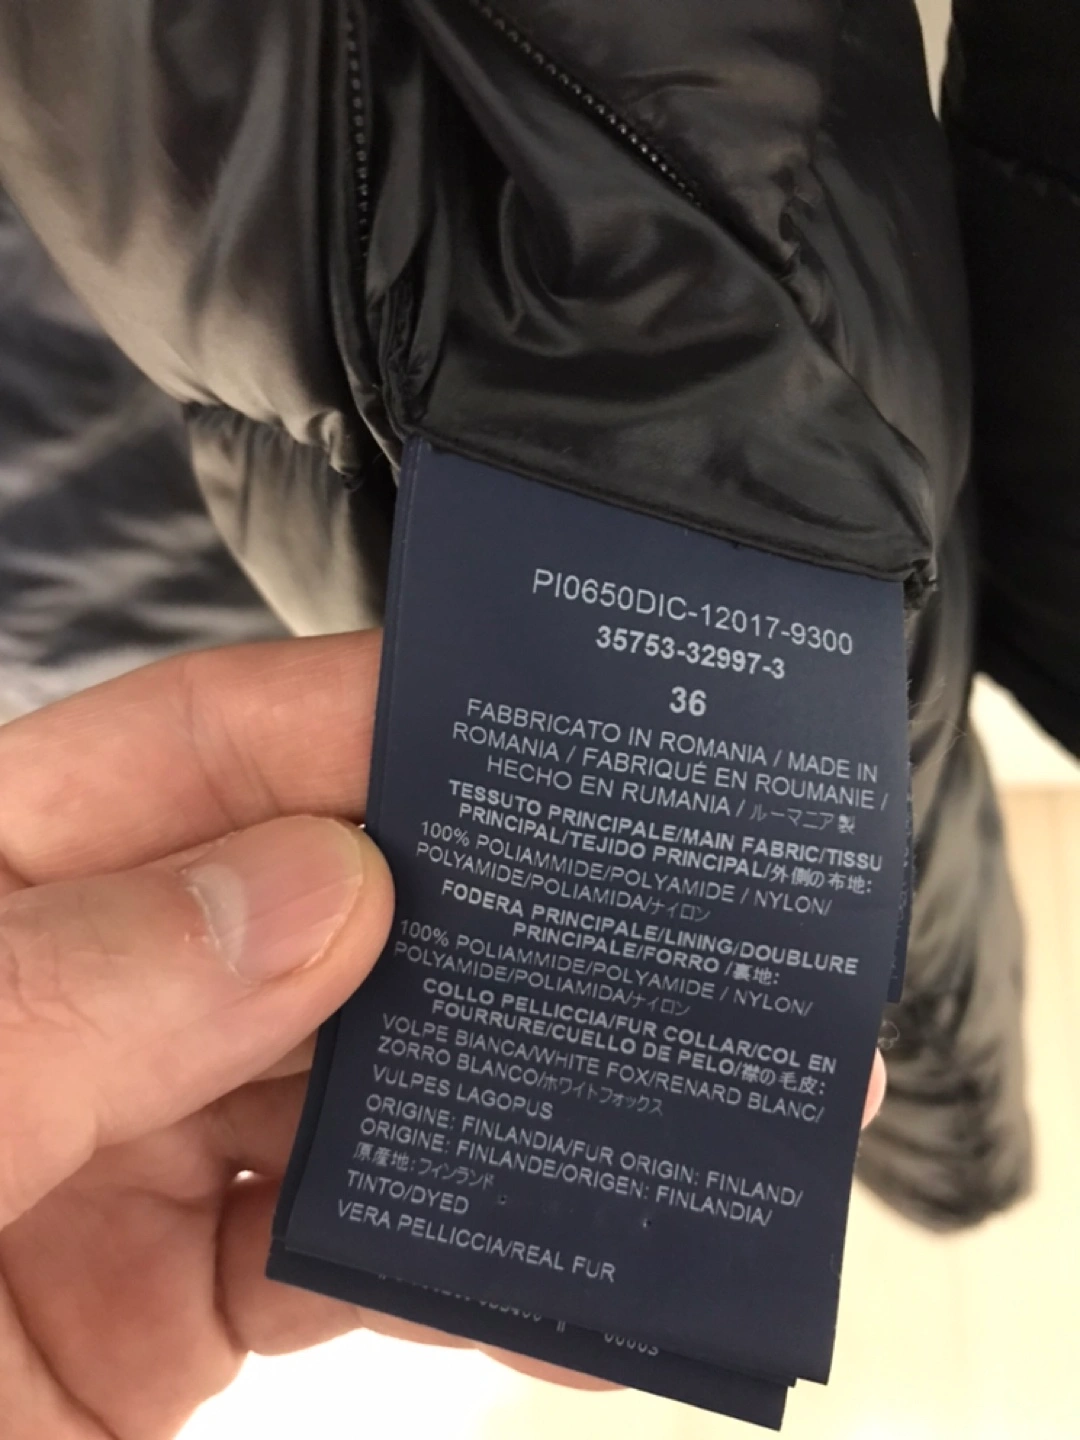 PI0650DIC-12017-9300
35753-32997-3
36
FABBRICATO IN ROMANIA / MADE IN
ROMANIA / FABRIQUÉ EN ROUMANIE /
HECHO EN RUMANIA / ルーマニア製
TESSUTO PRINCIPALE/MAIN FABRIC/TISSU
PRINCIPAL/TEJIDO PRINCIPAL/外側の布地:
100% POLIAMMIDE/POLYAMIDE / NYLON/
POLYAMIDE/POLIAMIDA/ナイロン
FODERA PRINCIPALE/LINING/DOUBLURE
PRINCIPALE/FORRO /裏地:
100% POLIAMMIDE/POLYAMIDE / NYLON/
POLYAMIDE/POLIAMIDA/ナイロン
COLLO PELLICCIA/FUR COLLAR/COL EN
FOURRURE/CUELLO DE PELO/襟の毛皮:
VOLPE BIANCA/WHITE FOX/RENARD BLANC/
ZORRO BLANCO/ホワイトフォックス
VULPES LAGOPUS
ORIGINE: FINLANDIA/FUR ORIGIN: FINLAND/
ORIGINE: FINLANDE/ORIGEN: FINLANDIA/
原産地:フィンランド
TINTO/DYED
VERA PELLICCIA/REAL FUR